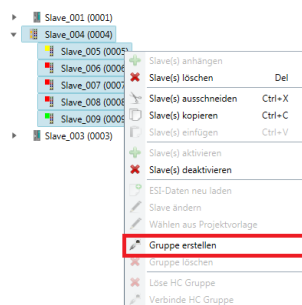 Slave_001 (0001)
Slave_004 (0004)
Slave_005 (0005)
Slave_006 (0006
Slave_007 (0007
Slave_008 (0008
Slave_009 (0009
Slave_003 (0003)
Slave(s) anhängen
Slave(s) löschen Del
Slave(s) ausschneiden Ctrl+X
Slave(s) kopieren Ctrl+C
Slave(s) einfügen Ctrl+V
Slave(s) aktivieren
Slave(s) deaktivieren
ESI-Daten neu laden
Slave ändern
Wählen aus Projektvorlage
Gruppe erstellen
Gruppe löschen
Löse HC Gruppe
Verbinde HC Gruppe